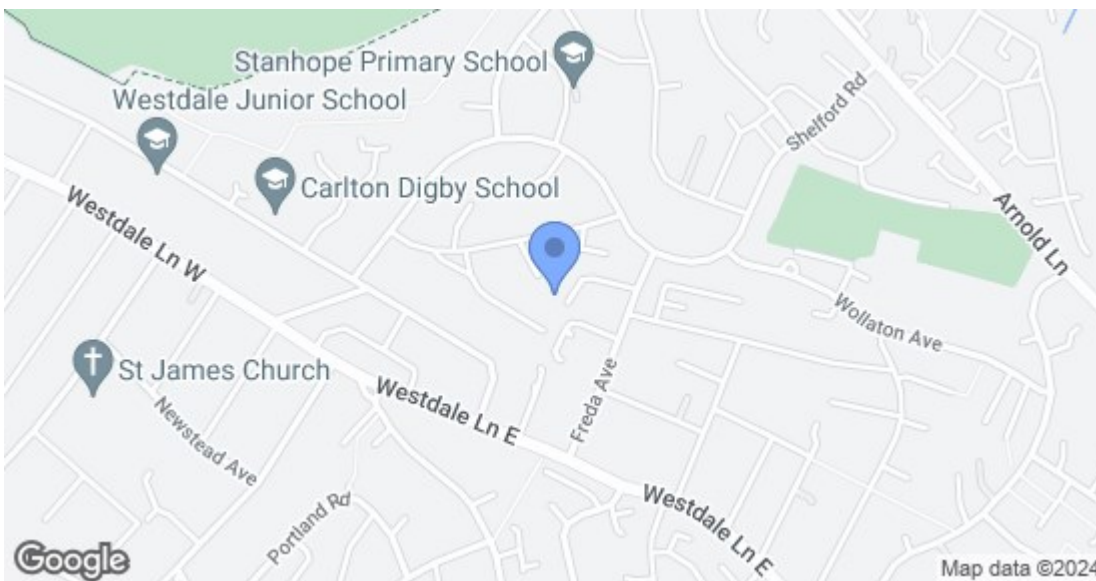 Stanhope Primary School
Westdale Junior School
Shelford Rd
Carlton Digby School
Arnold Ln
Westdale Ln W
Wollaton Ave
St James Church
Westdale Ln E
Freda Ave
Newstead Ave
Westdale Ln E
Portland Rd
Google
Map data ©2024